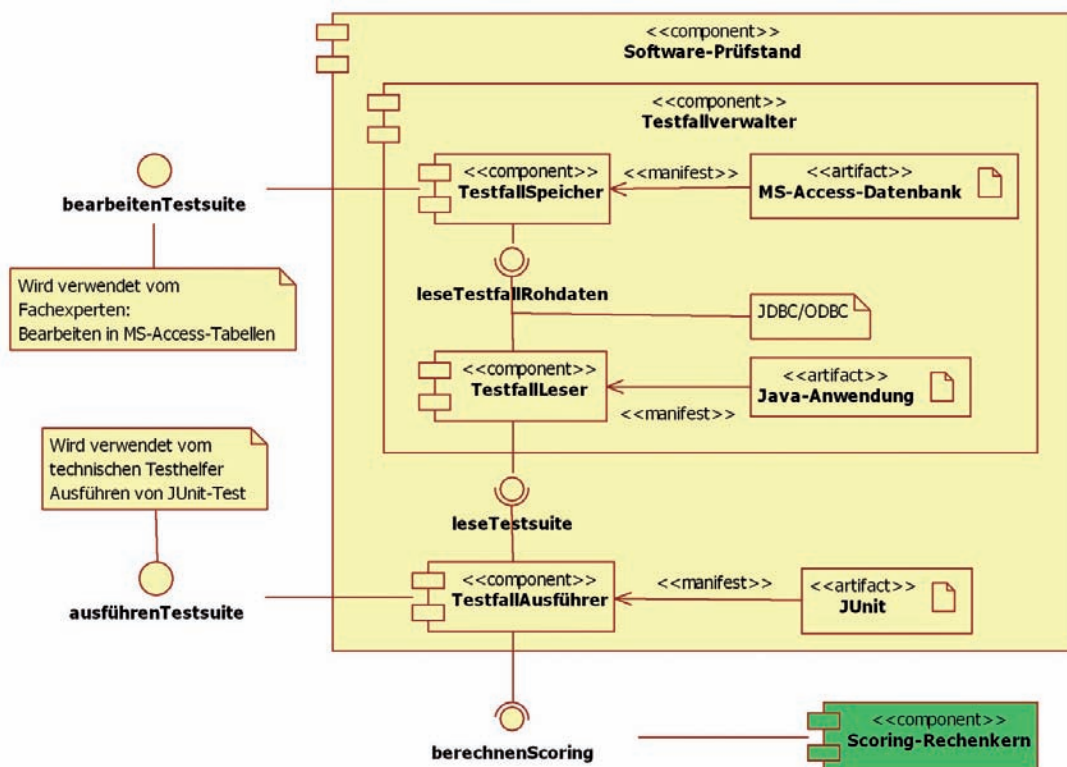 <<component>>
Software-Prüfstand
<<component>>
Testfallverwalter
<<component>>
TestfallSpeicher
<<manifest>>
<<artifact>>
MS-Access-Datenbank
bearbeitenTestsuite
Wird verwendet vom
Fachexperten:
Bearbeiten in MS-Access-Tabellen
leseTestfallRohdaten
JDBC/ODBC
<<component>>
TestfallLeser
<<manifest>>
<<artifact>>
Java-Anwendung
Wird verwendet vom
technischen Testhelfer
Ausführen von JUnit-Test
leseTestsuite
<<component>>
TestfallAusführer
<<manifest>>
<<artifact>>
JUnit
ausführenTestsuite
berechnenScoring
<<component>>
Scoring-Rechenkern